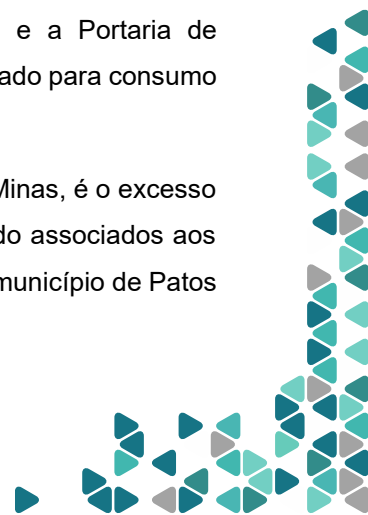 e a Portaria de
ado para consumo
Minas, é o excesso
do associados aos
município de Patos